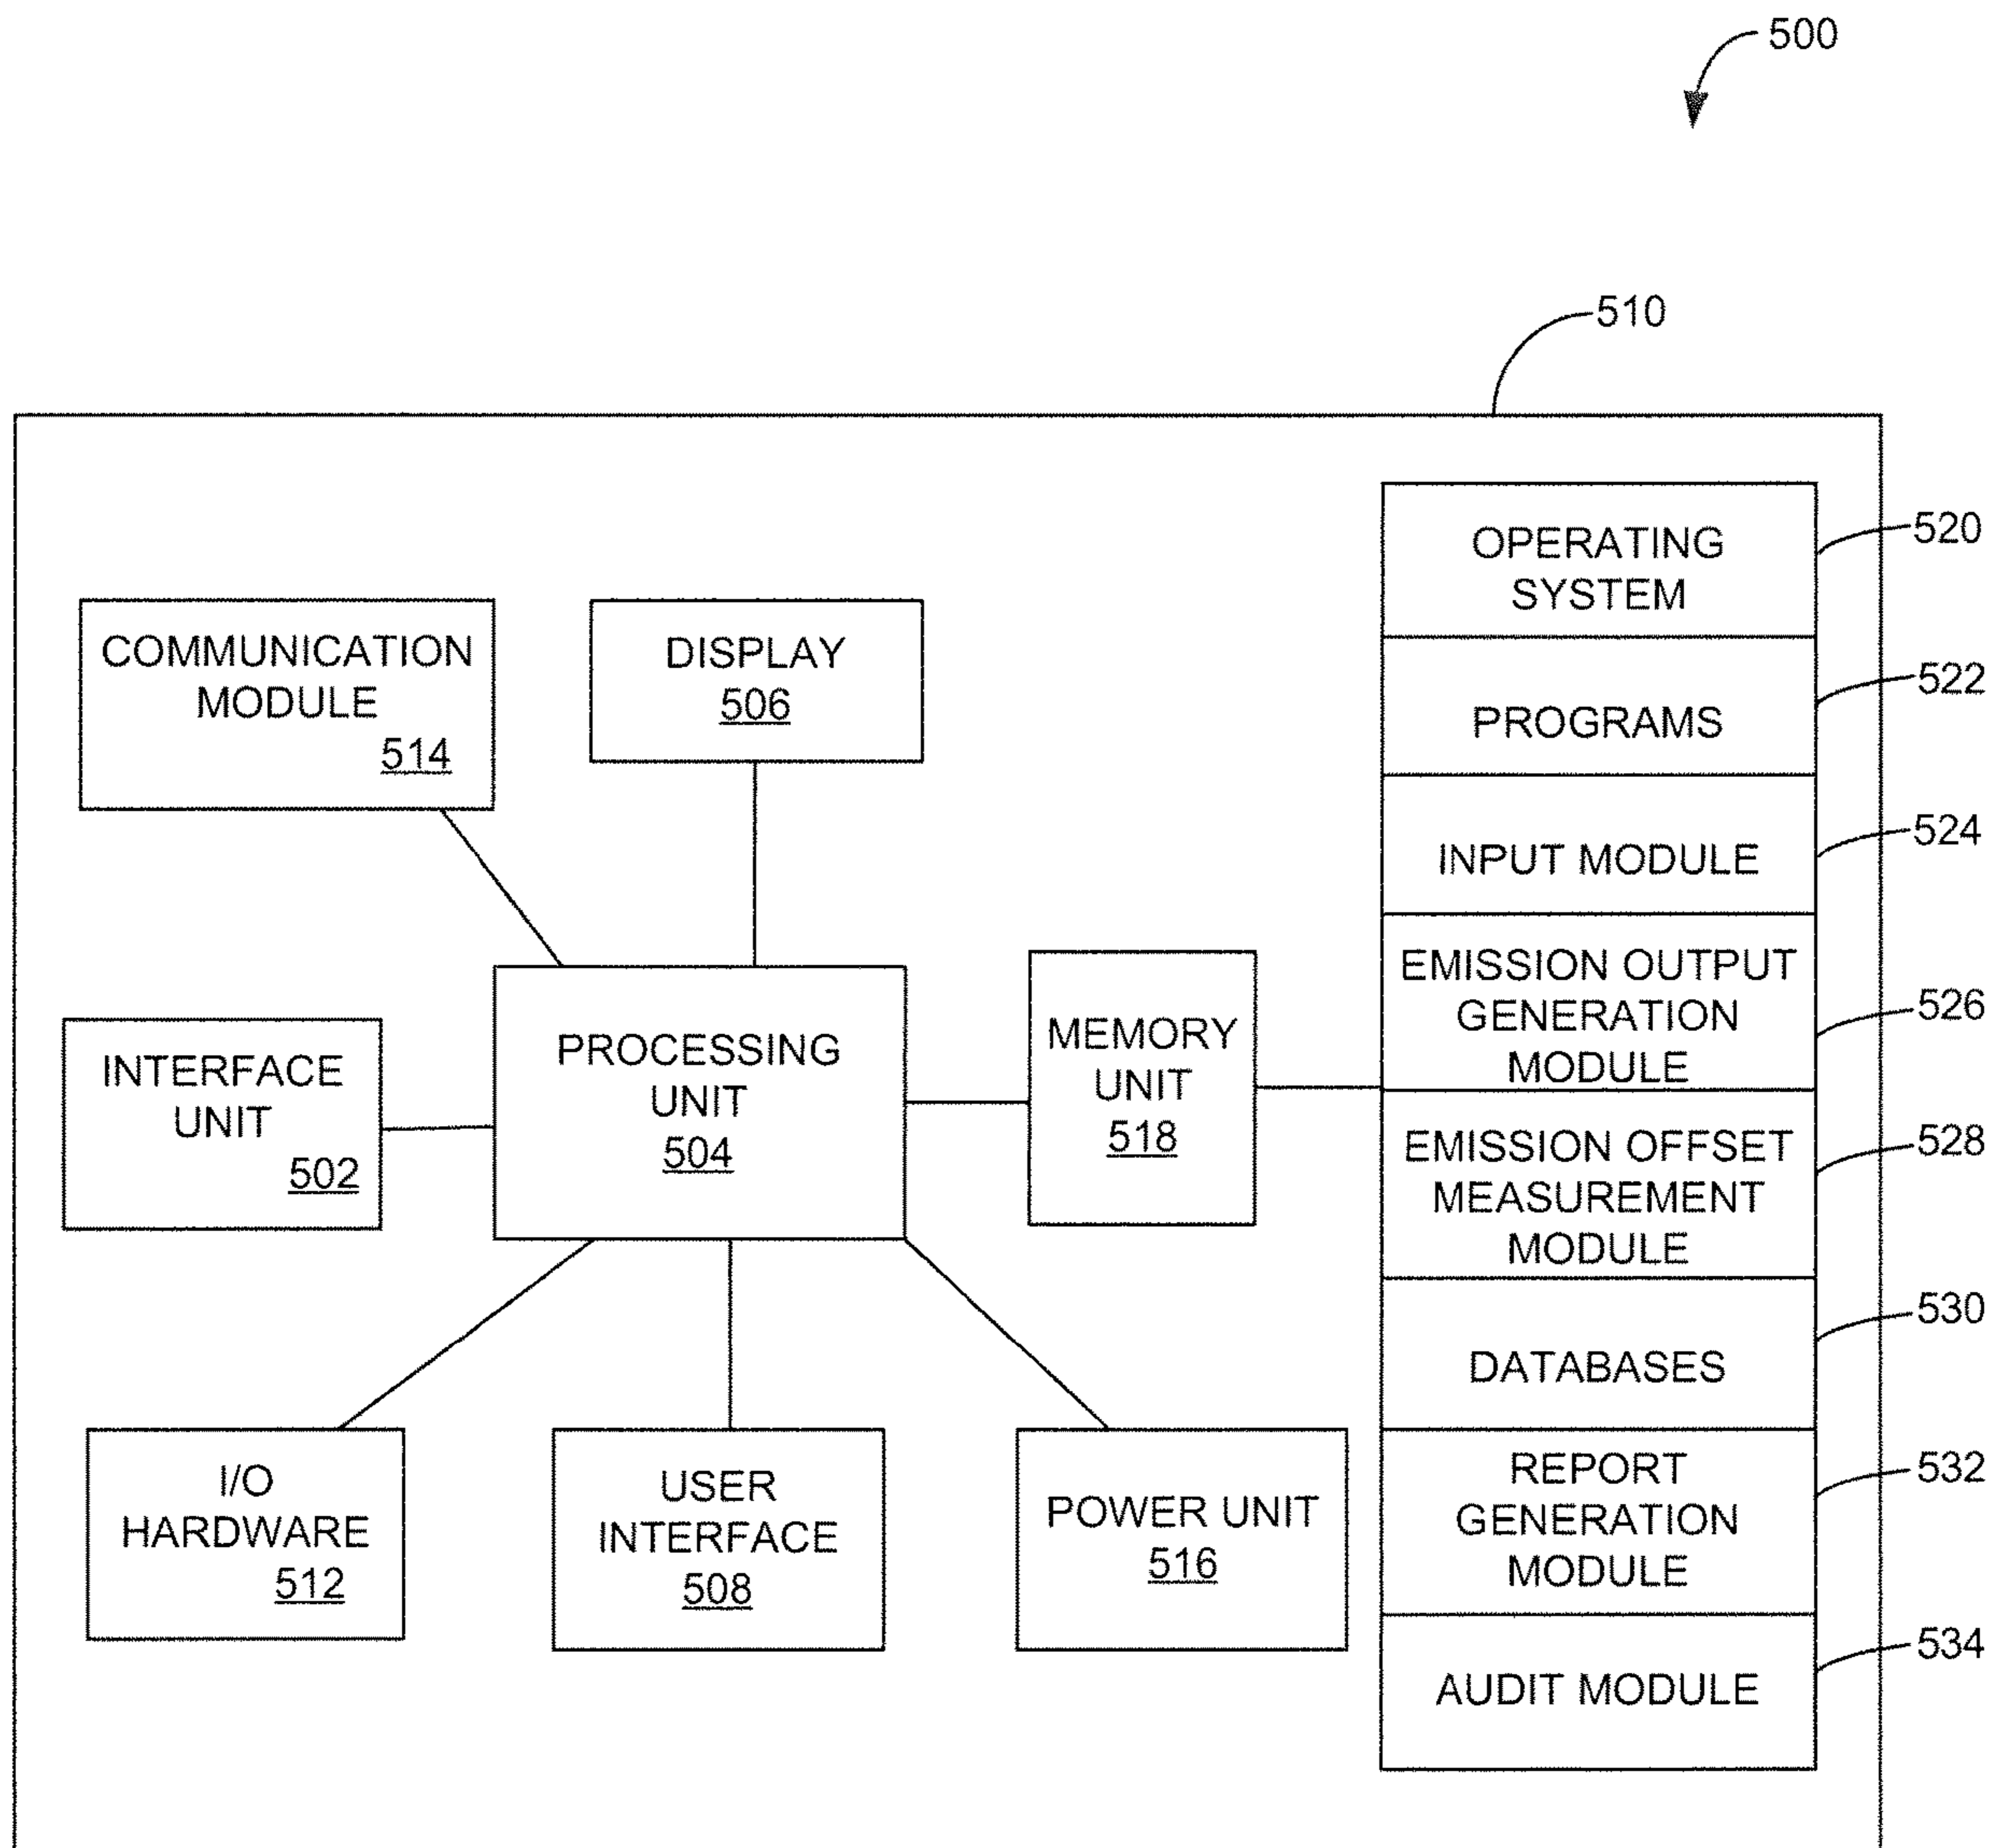 500
510
OPERATING
SYSTEM
520
PROGRAMS
522
INPUT MODULE
524
EMISSION OUTPUT
GENERATION
MODULE
526
EMISSION OFFSET
MEASUREMENT
MODULE
528
DATABASES
530
REPORT
GENERATION
MODULE
532
AUDIT MODULE
534
COMMUNICATION
MODULE
514
DISPLAY
506
INTERFACE
UNIT
502
PROCESSING
UNIT
504
MEMORY
UNIT
518
I/O
HARDWARE
512
USER
INTERFACE
508
POWER UNIT
516